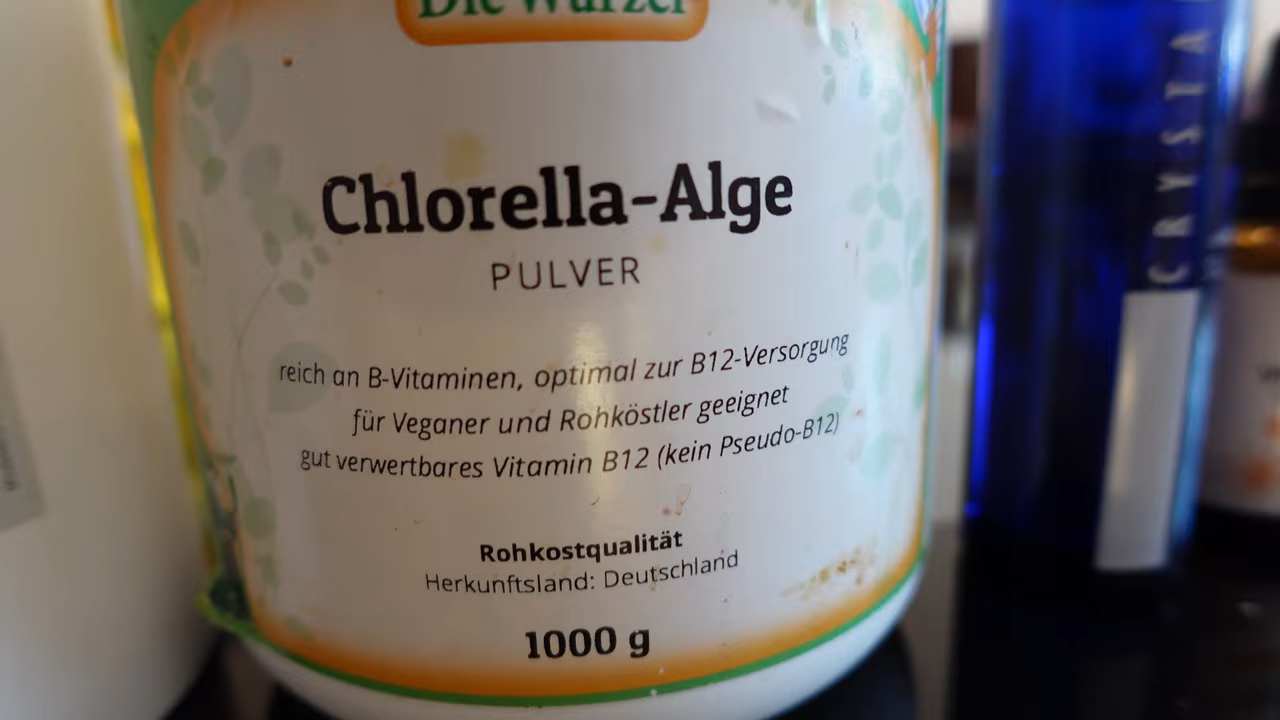 Die Wurzel
Chlorella-Alge
PULVER
reich an B-Vitaminen, optimal zur B12-Versorgung
für Veganer und Rohköstler geeignet
gut verwertbares Vitamin B12 (kein Pseudo-B12)
Rohkostqualität
Herkunftsland: Deutschland
1000 g
CRYSTA